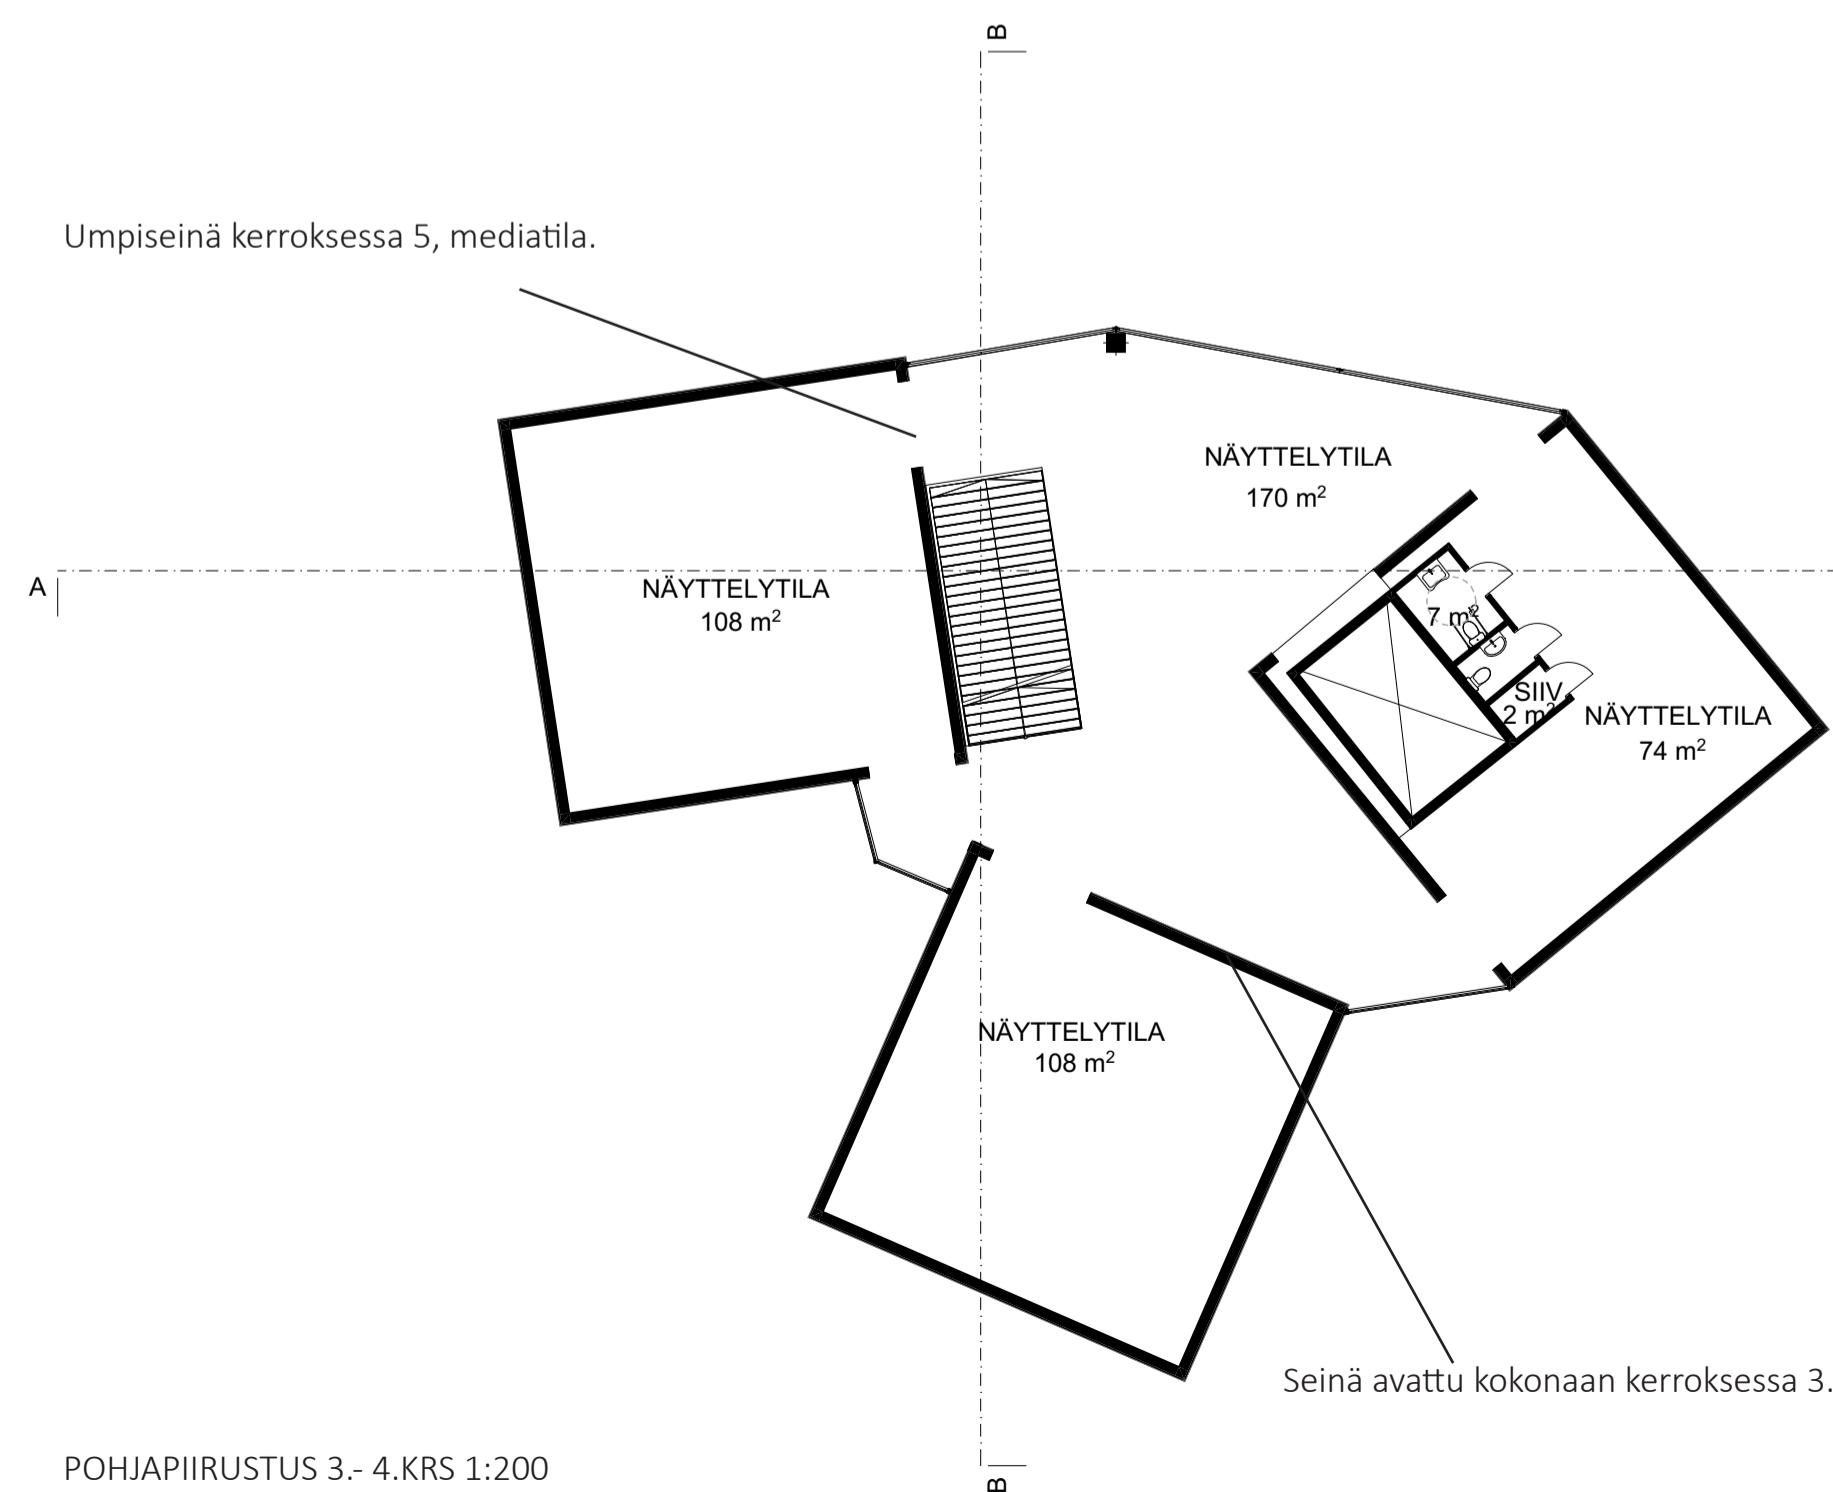 B
Umpiseinä kerroksessa 5, mediatila.
NÄYTTELYTILA
170 m²
A
NÄYTTELYTILA
108 m²
7 m²
SIIV
2 m²
NÄYTTELYTILA
74 m²
NÄYTTELYTILA
108 m²
Seinä avattu kokonaan kerroksessa 3.
POHJAPIIRUSTUS 3.- 4.KRS 1:200
B